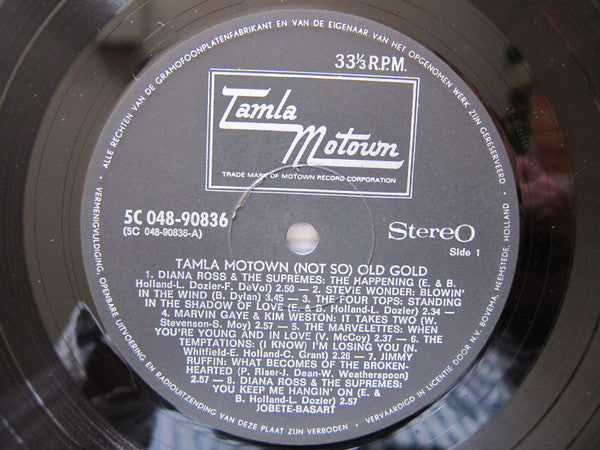 ALLE RECHTEN VAN DE GRAMOFOONPLATENFABRIKANT EN VAN DE EIGENAAR VAN HET OPGENOMEN WERK ZIJN GERESERVEERD
33⅓ R.P.M.
Tamla
Motown
TRADE MARK OF MOTOWN RECORD CORPORATION
5C 048-90836
(5C 048-90836-A)
Stereo
Side 1
TAMLA MOTOWN (NOT SO) OLD GOLD
1. DIANA ROSS & THE SUPREMES: THE HAPPENING (E. & B.
Holland-L. Dozier-F. DeVol) 2.50 — 2. STEVIE WONDER: BLOWIN'
IN THE WIND (B. Dylan) 3.45 — 3. THE FOUR TOPS: STANDING
IN THE SHADOW OF LOVE (E. & B. Holland-L. Dozier) 2.34 —
4. MARVIN GAYE & KIM WESTON: IT TAKES TWO (W.
Stevenson-S. Moy) 2.57 — 5. THE MARVELETTES: WHEN
YOU'RE YOUNG AND IN LOVE (V. McCoy) 2.37 — 6. THE
TEMPTATIONS: (I KNOW) I'M LOSING YOU (N.
Whitfield-E. Holland-C. Grant) 2.26 — 7. JIMMY
RUFFIN: WHAT BECOMES OF THE BROKEN-
HEARTED (P. Riser-J. Dean-W. Weatherspoon)
2.57 — 8. DIANA ROSS & THE SUPREMES:
YOU KEEP ME HANGIN' ON (E. &
B. Holland-L. Dozier) 2.57
JOBETE-BASART
VERMENIGVULDIGING, OPENBARE UITVOERING EN RADIOUITZENDING VAN DEZE PLAAT ZIJN VERBODEN
VERVAARDIGD IN LICENTIE DOOR N.V. BOVEMA, HEEMSTEDE, HOLLAND